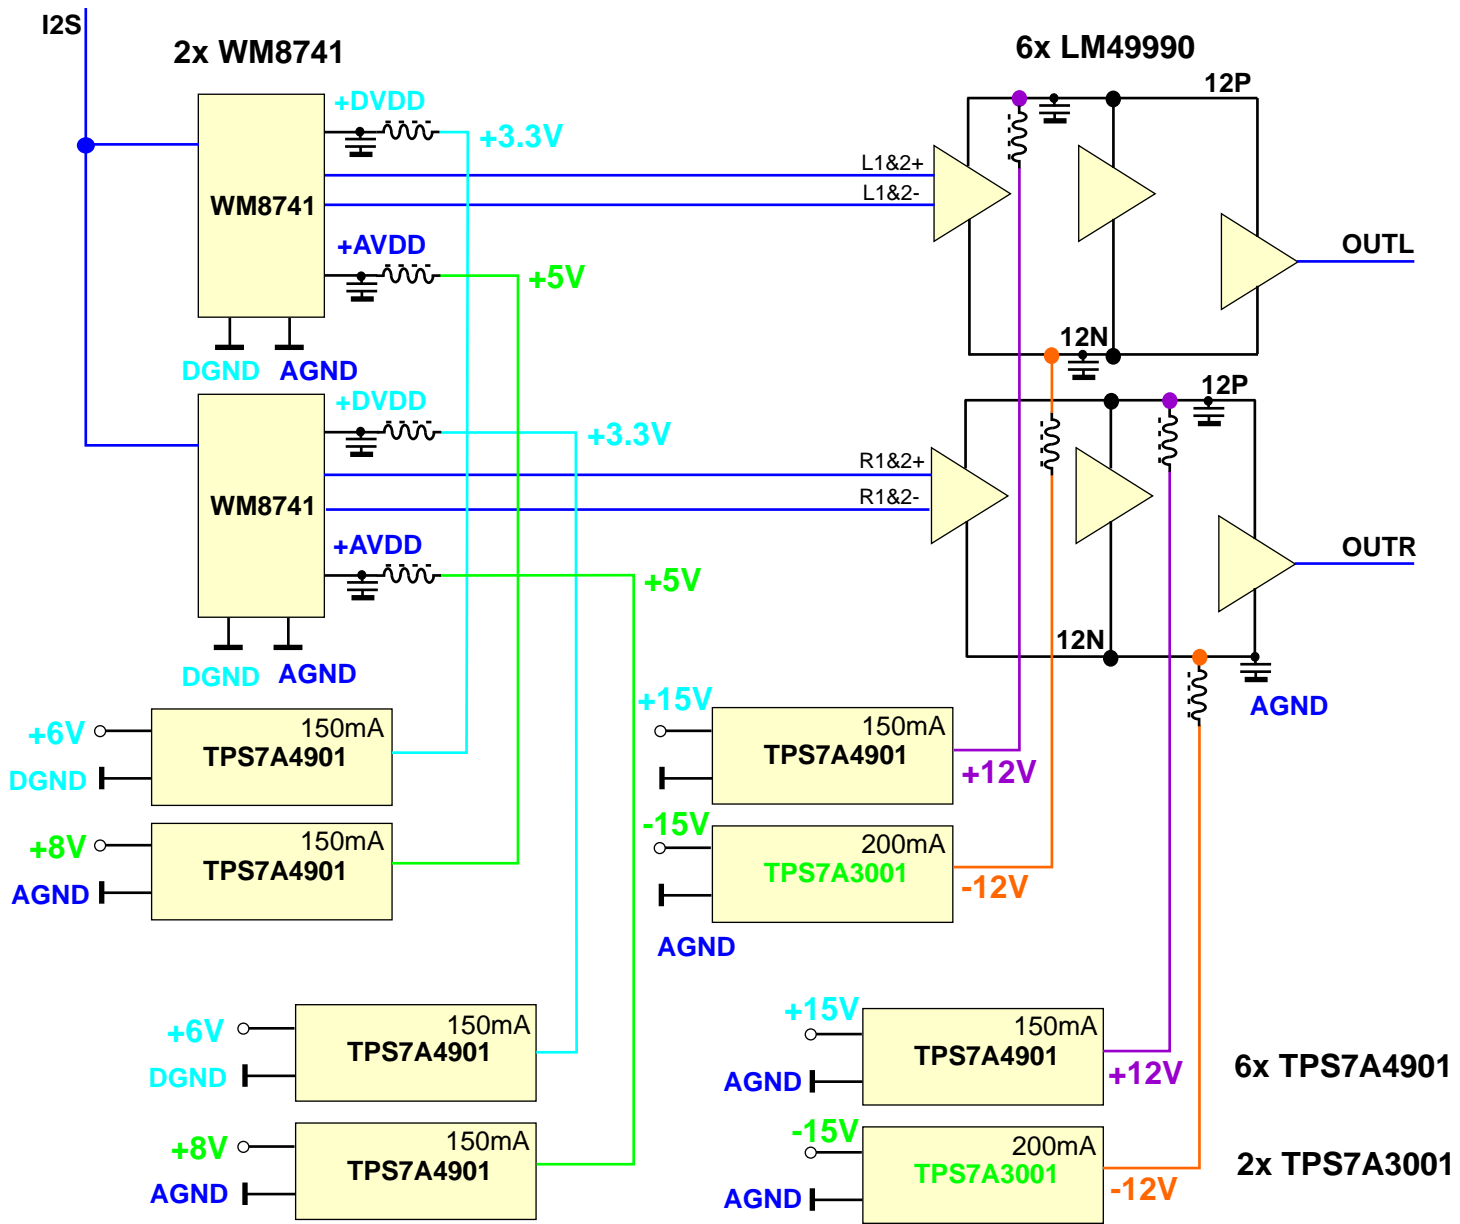 I2S
2x WM8741
6x LM49990
+DVDD
+3.3V
12P
L1&2+
L1&2-
WM8741
+AVDD
+5V
OUTL
12N
DGND
AGND
+DVDD
+3.3V
12P
R1&2+
R1&2-
WM8741
+AVDD
+5V
OUTR
12N
DGND
AGND
AGND
+6V
150mA
TPS7A4901
DGND
+15V
150mA
TPS7A4901
+12V
+8V
150mA
TPS7A4901
AGND
-15V
200mA
TPS7A3001
-12V
AGND
+6V
150mA
TPS7A4901
DGND
+15V
150mA
TPS7A4901
AGND
+12V
6x TPS7A4901
+8V
150mA
TPS7A4901
AGND
-15V
200mA
TPS7A3001
AGND
-12V
2x TPS7A3001